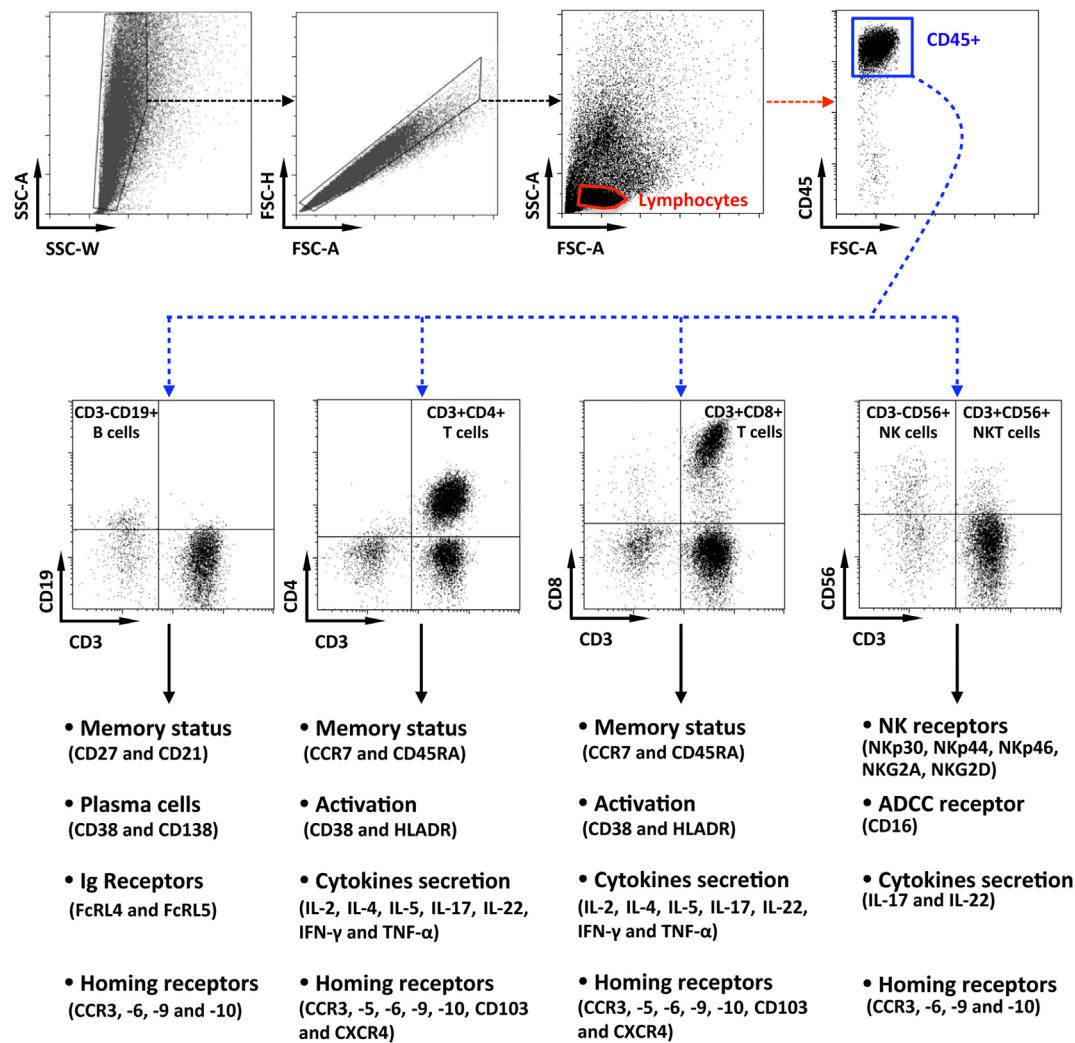 SSC-A
SSC-W
FSC-H
FSC-A
SSC-A
Lymphocytes
FSC-A
CD45+
CD45
FSC-A
CD3-CD19+
B cells
CD19
CD3
CD3+CD4+
T cells
CD4
CD3
CD3+CD8+
T cells
CD8
CD3
CD3-CD56+
NK cells
CD3+CD56+
NKT cells
CD56
CD3
• Memory status
(CD27 and CD21)
• Plasma cells
(CD38 and CD138)
• Ig Receptors
(FcRL4 and FcRL5)
• Homing receptors
(CCR3, -6, -9 and -10)
• Memory status
(CCR7 and CD45RA)
• Activation
(CD38 and HLADR)
• Cytokines secretion
(IL-2, IL-4, IL-5, IL-17, IL-22,
IFN-γ and TNF-α)
• Homing receptors
(CCR3, -5, -6, -9, -10, CD103
and CXCR4)
• Memory status
(CCR7 and CD45RA)
• Activation
(CD38 and HLADR)
• Cytokines secretion
(IL-2, IL-4, IL-5, IL-17, IL-22,
IFN-γ and TNF-α)
• Homing receptors
(CCR3, -5, -6, -9, -10, CD103
and CXCR4)
• NK receptors
(NKp30, NKp44, NKp46,
NKG2A, NKG2D)
• ADCC receptor
(CD16)
• Cytokines secretion
(IL-17 and IL-22)
• Homing receptors
(CCR3, -6, -9 and -10)